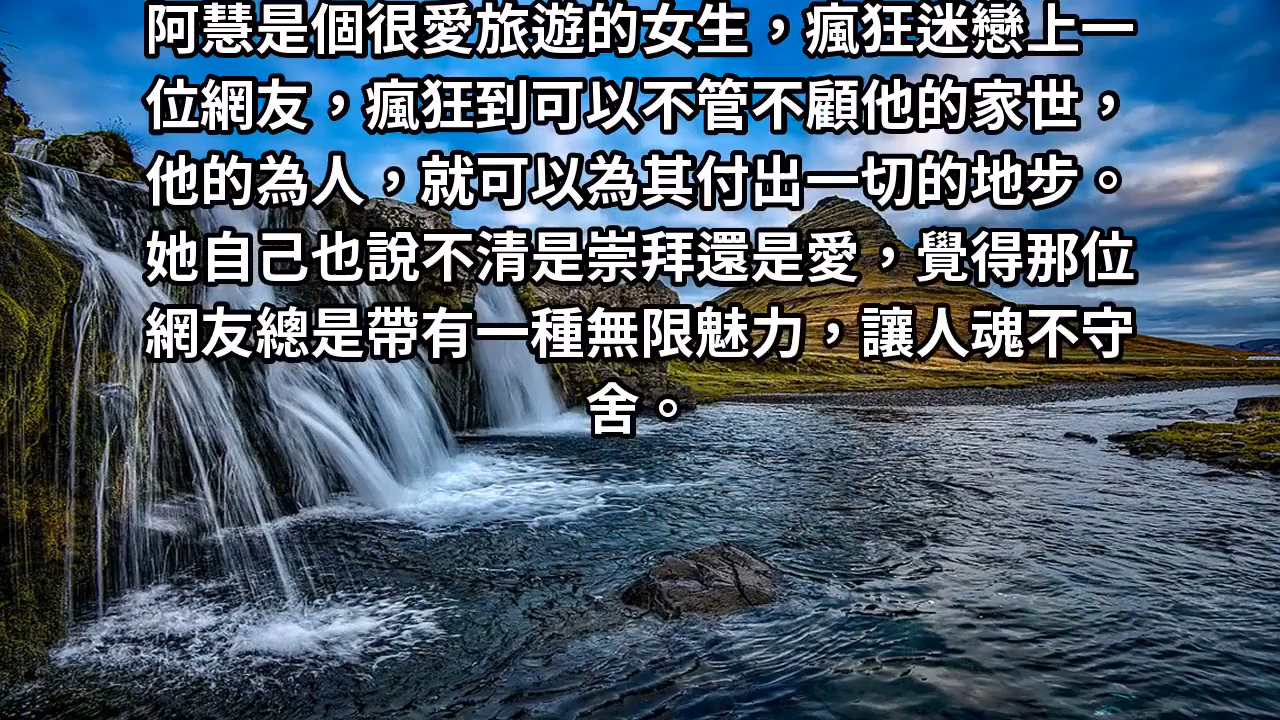 阿慧是個很愛旅遊的女生，瘋狂迷戀上一
位網友，瘋狂到可以不管不顧他的家世，
他的為人，就可以為其付出一切的地步。
她自己也說不清是崇拜還是愛，覺得那位
網友總是帶有一種無限魅力，讓人魂不守
舍。